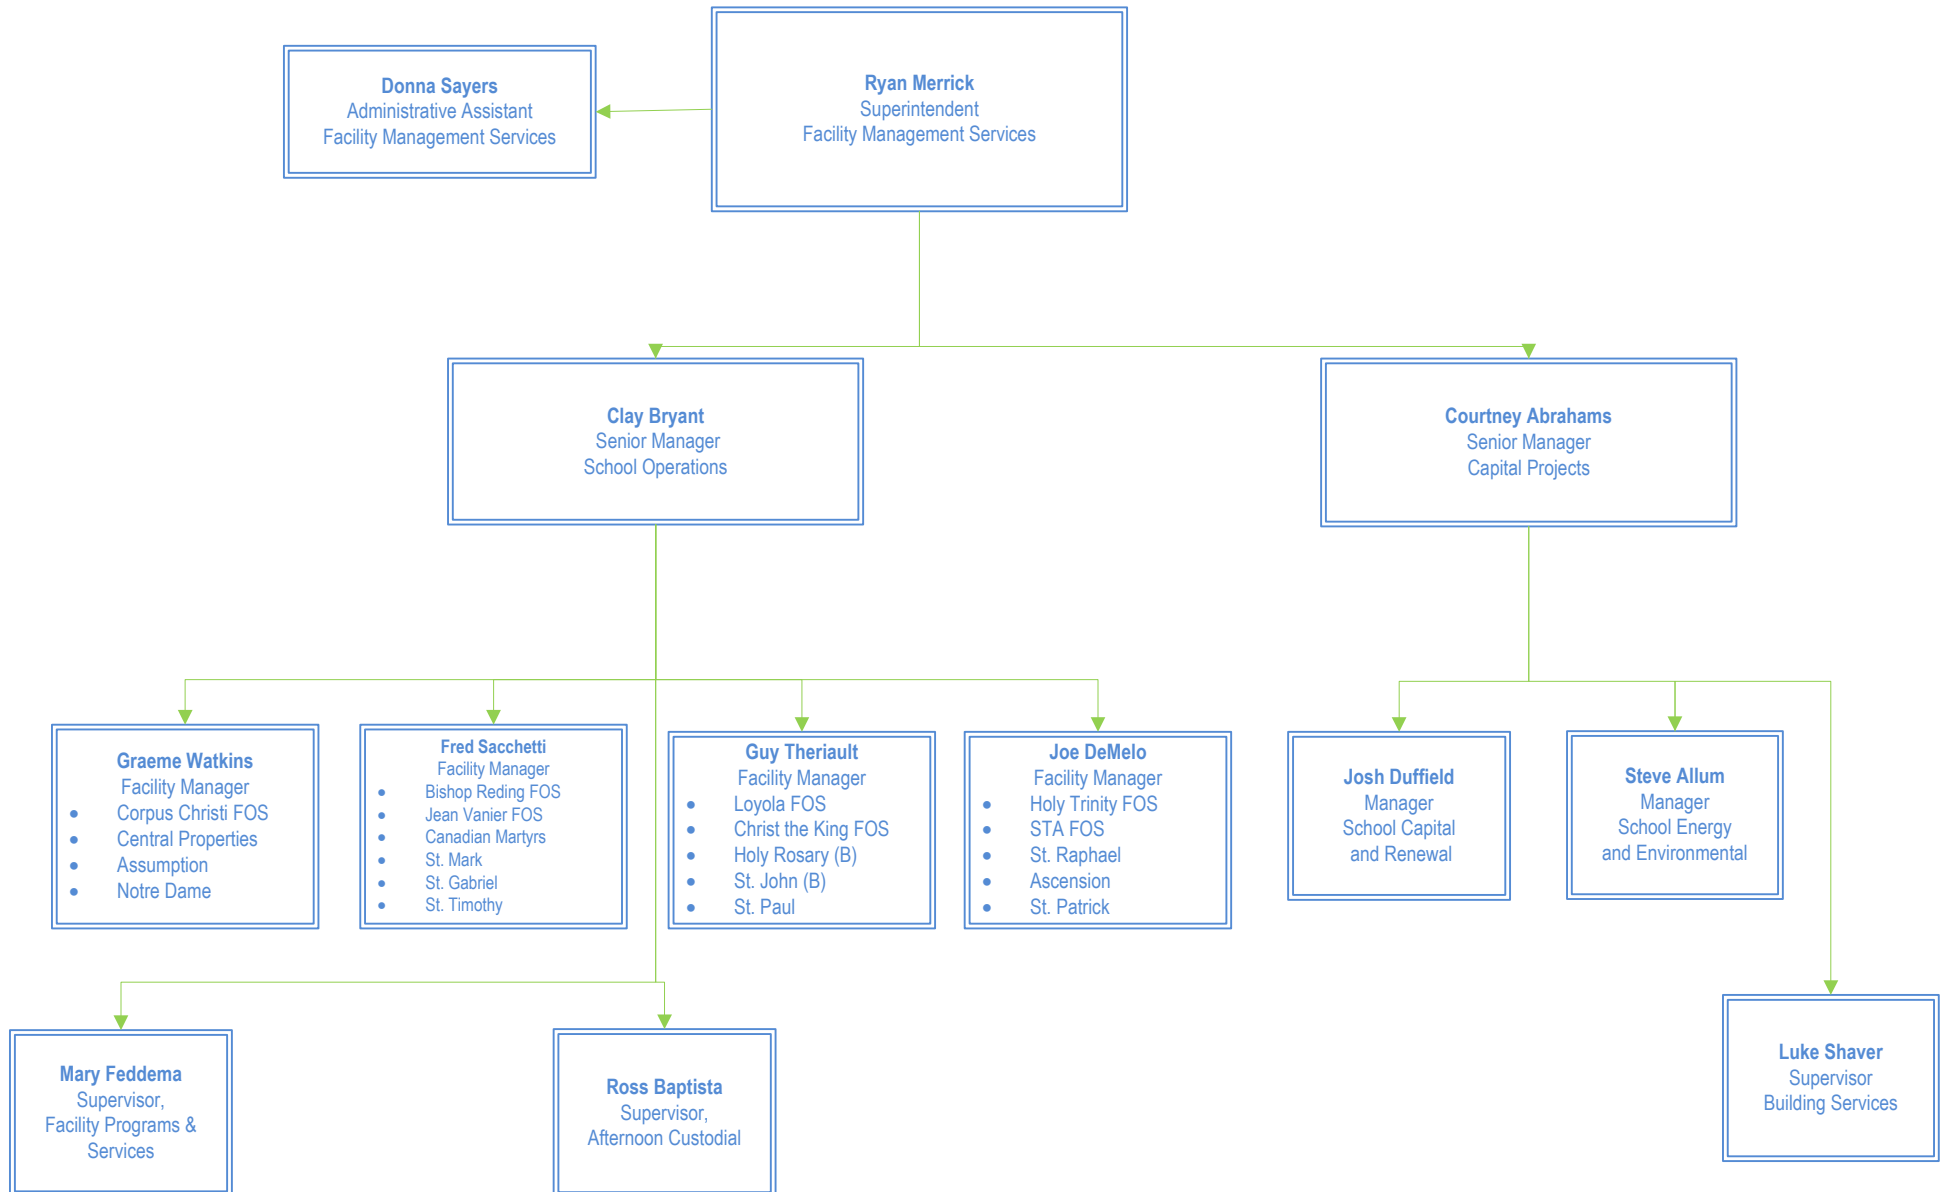 Donna Sayers
Administrative Assistant
Facility Management Services
Ryan Merrick
Superintendent
Facility Management Services
Clay Bryant
Senior Manager
School Operations
Courtney Abrahams
Senior Manager
Capital Projects
Graeme Watkins
Facility Manager
• Corpus Christi FOS
• Central Properties
• Assumption
• Notre Dame
Fred Sacchetti
Facility Manager
• Bishop Reding FOS
• Jean Vanier FOS
• Canadian Martyrs
• St. Mark
• St. Gabriel
• St. Timothy
Guy Theriault
Facility Manager
• Loyola FOS
• Christ the King FOS
• Holy Rosary (B)
• St. John (B)
• St. Paul
Joe DeMelo
Facility Manager
• Holy Trinity FOS
• STA FOS
• St. Raphael
• Ascension
• St. Patrick
Josh Duffield
Manager
School Capital
and Renewal
Steve Allum
Manager
School Energy
and Environmental
Mary Feddema
Supervisor,
Facility Programs &
Services
Ross Baptista
Supervisor,
Afternoon Custodial
Luke Shaver
Supervisor
Building Services